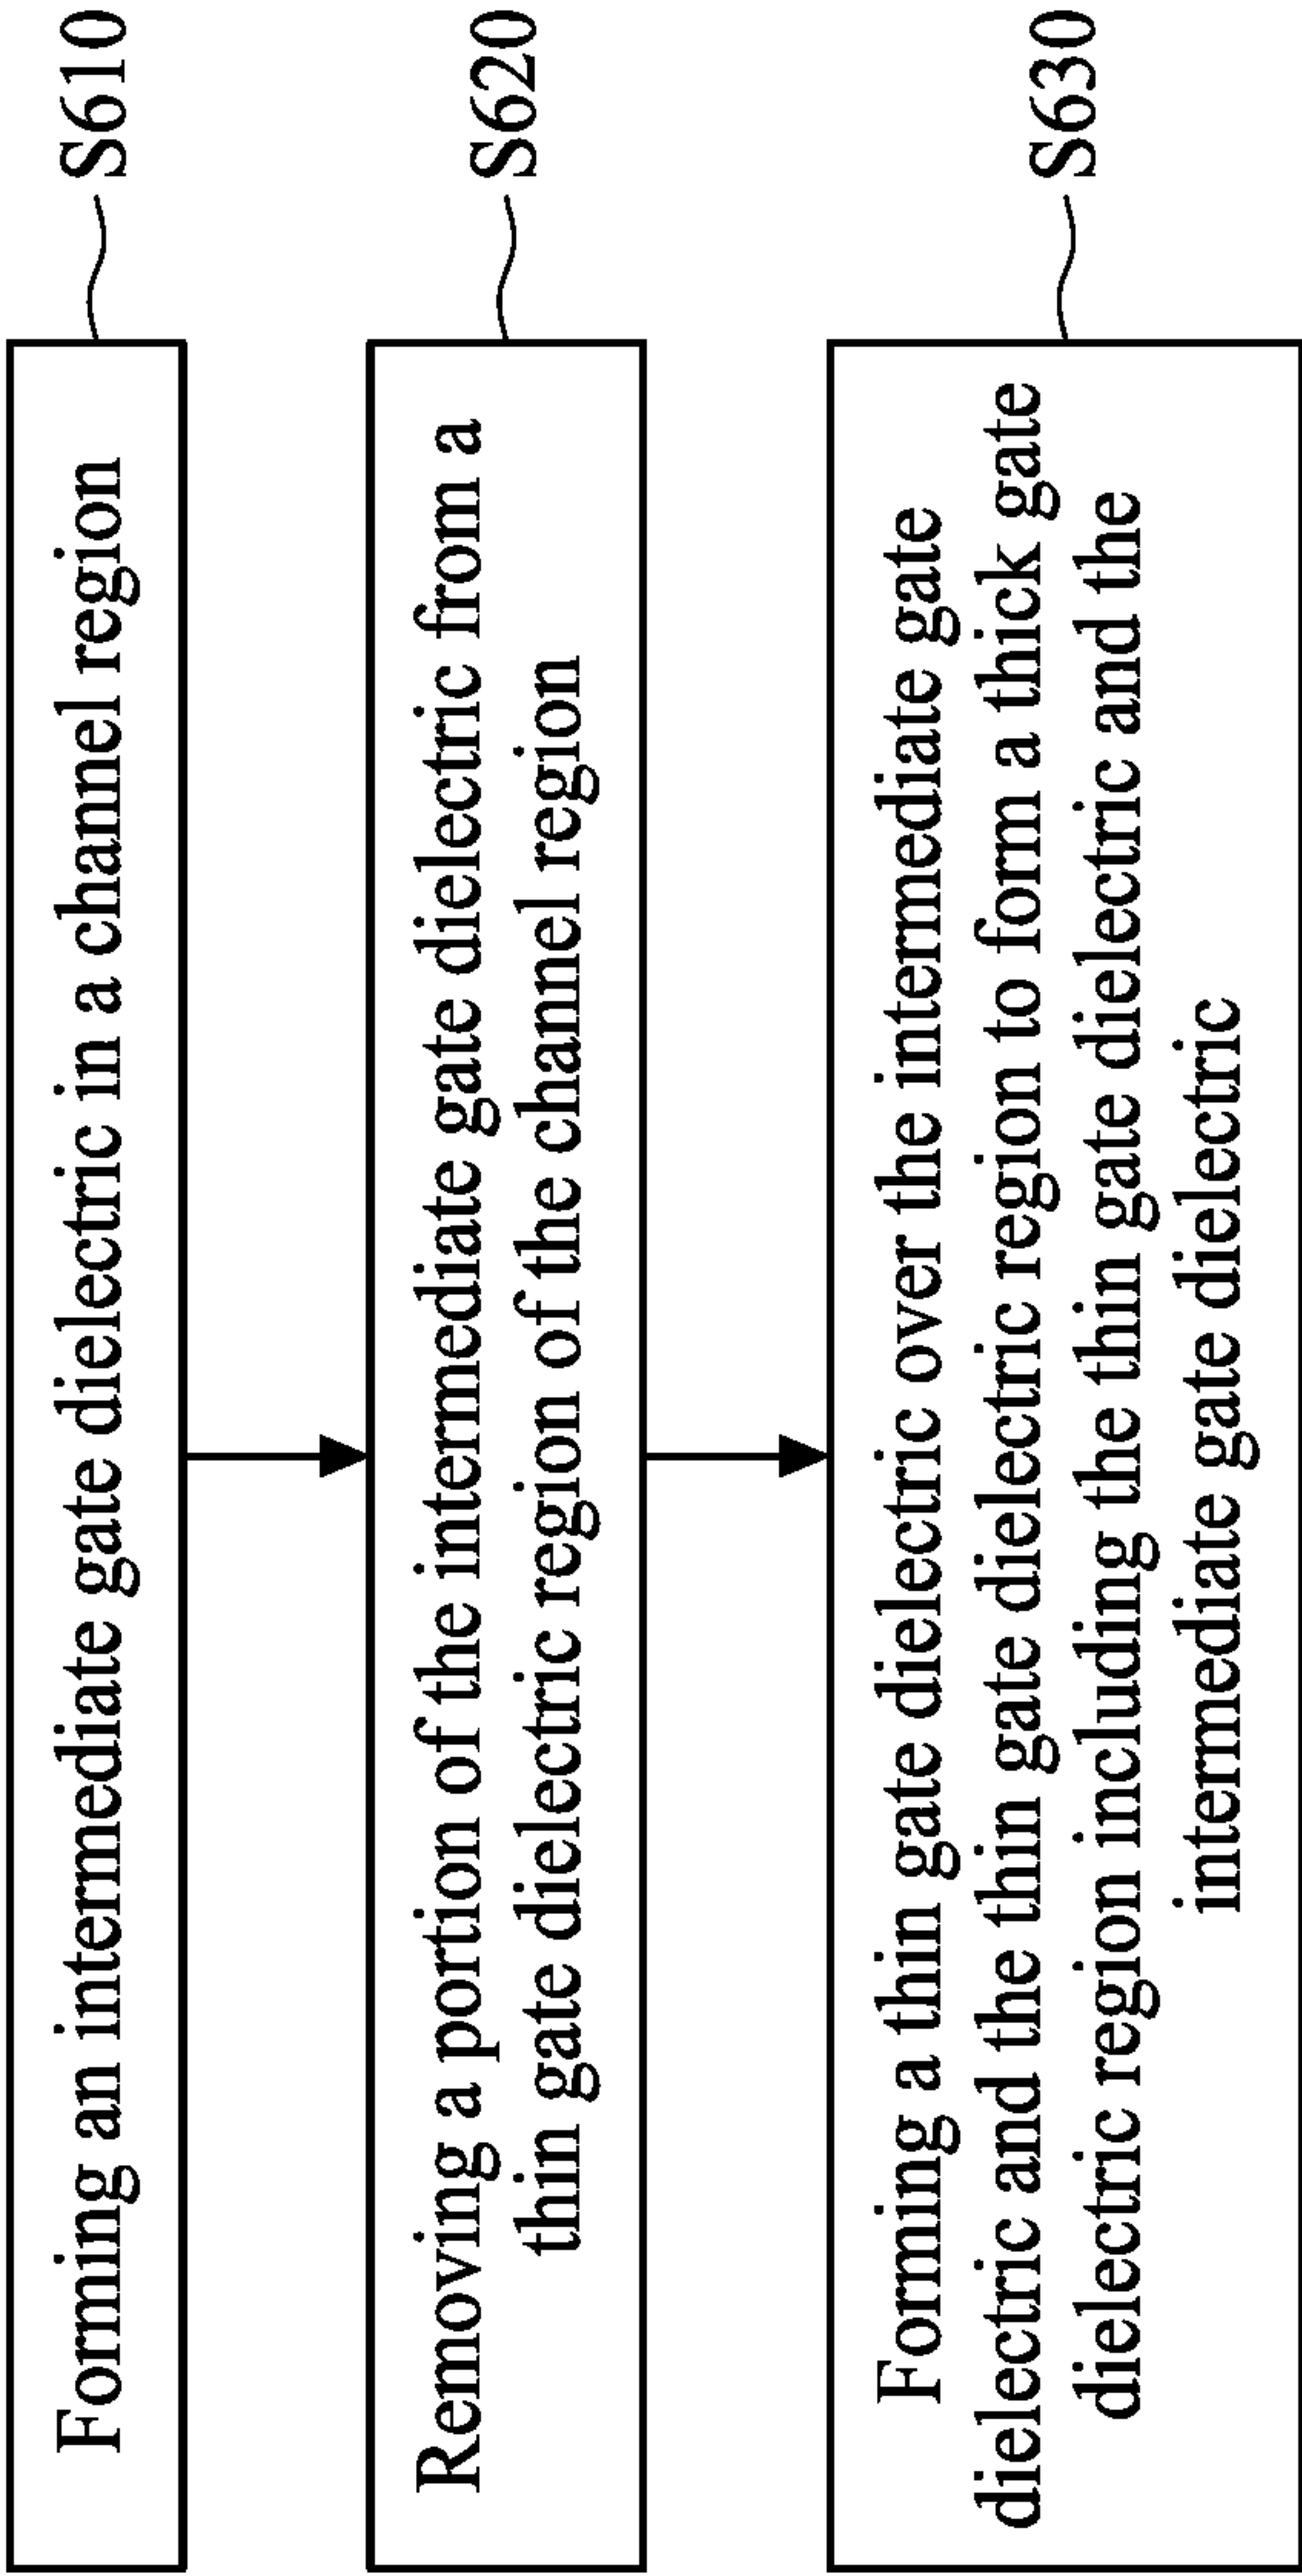 Forming an intermediate gate dielectric in a channel region
S610
Removing a portion of the intermediate gate dielectric from a
thin gate dielectric region of the channel region
S620
Forming a thin gate dielectric over the intermediate gate
dielectric and the thin gate dielectric region to form a thick gate
dielectric region including the thin gate dielectric and the
intermediate gate dielectric
S630